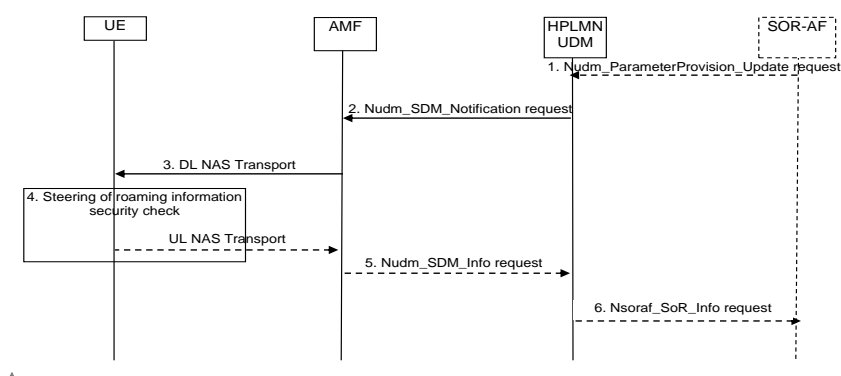 UE
AMF
HPLMN
UDM
SOR-AF
1. Nudm_ParameterProvision_Update request
2. Nudm_SDM_Notification request
3. DL NAS Transport
4. Steering of roaming information
security check
UL NAS Transport
5. Nudm_SDM_Info request
6. Nsoraf_SoR_Info request